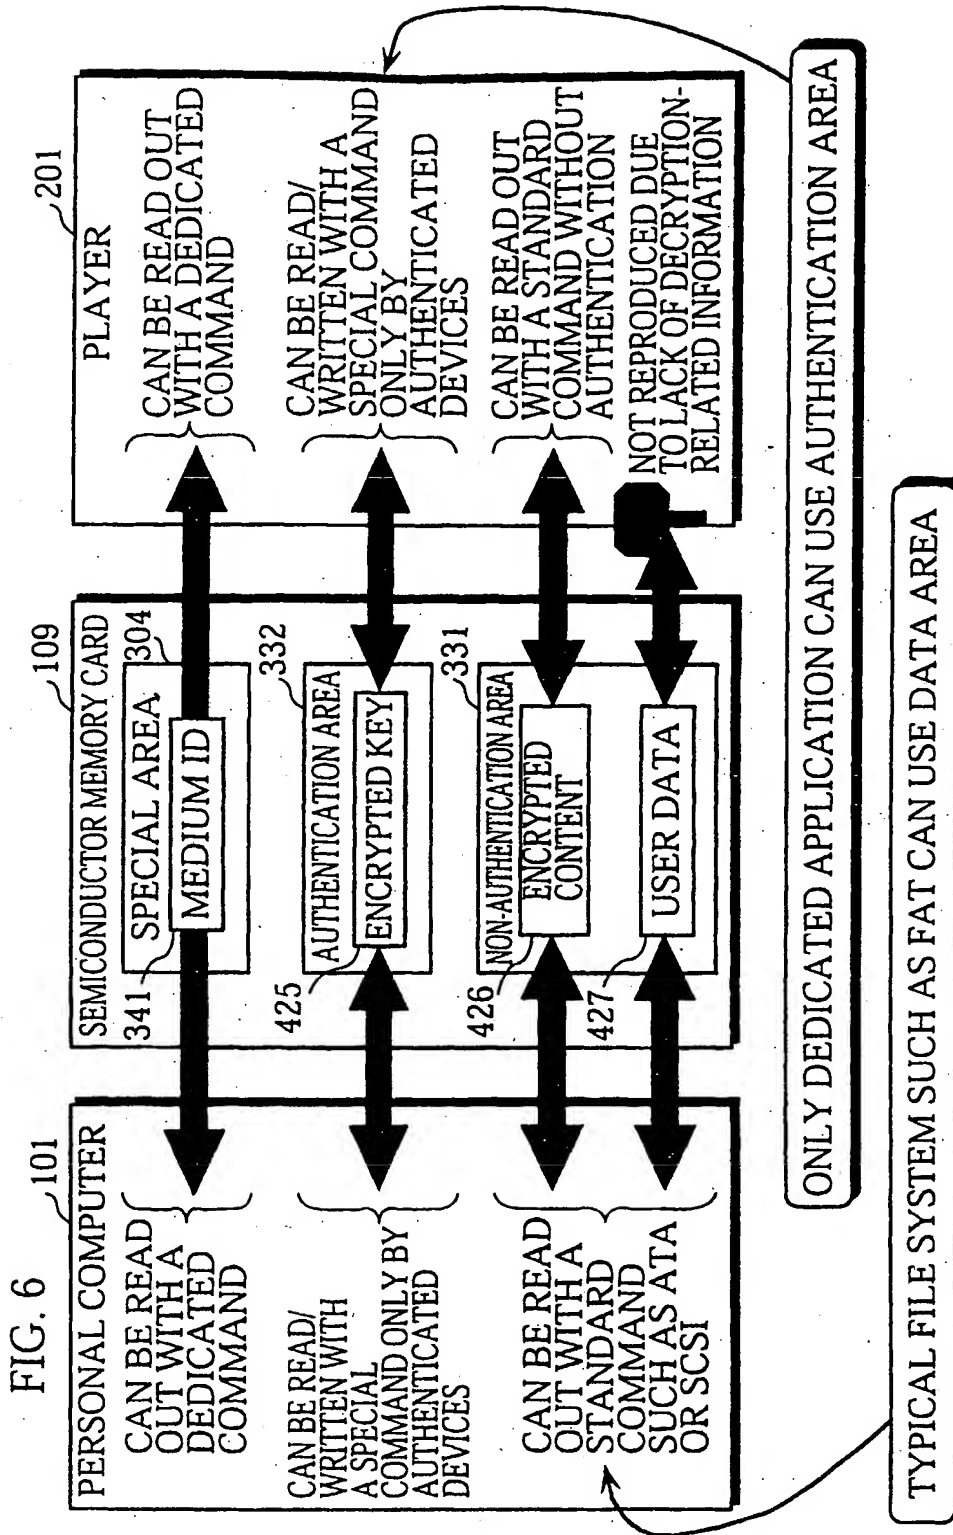 FIG. 6
PERSONAL COMPUTER
101
CAN BE READ
OUT WITH A
DEDICATED
COMMAND
CAN BE READ/
WRITTEN WITH
A SPECIAL
COMMAND ONLY BY
AUTHENTICATED
DEVICES
CAN BE READ
OUT WITH A
STANDARD
COMMAND
SUCH AS ATA
OR SCSI
SEMICONDUCTOR MEMORY CARD
109
SPECIAL AREA
304
341
MEDIUM ID
332
AUTHENTICATION AREA
425
ENCRYPTED KEY
331
NON-AUTHENTICATION AREA
426
ENCRYPTED
CONTENT
427
USER DATA
201
PLAYER
CAN BE READ OUT
WITH A DEDICATED
COMMAND
CAN BE READ/
WRITTEN WITH A
SPECIAL COMMAND
ONLY BY
AUTHENTICATED
DEVICES
CAN BE READ OUT
WITH A STANDARD
COMMAND WITHOUT
AUTHENTICATION
NOT REPRODUCED DUE
TO LACK OF DECRYPTION-
RELATED INFORMATION
ONLY DEDICATED APPLICATION CAN USE AUTHENTICATION AREA
TYPICAL FILE SYSTEM SUCH AS FAT CAN USE DATA AREA